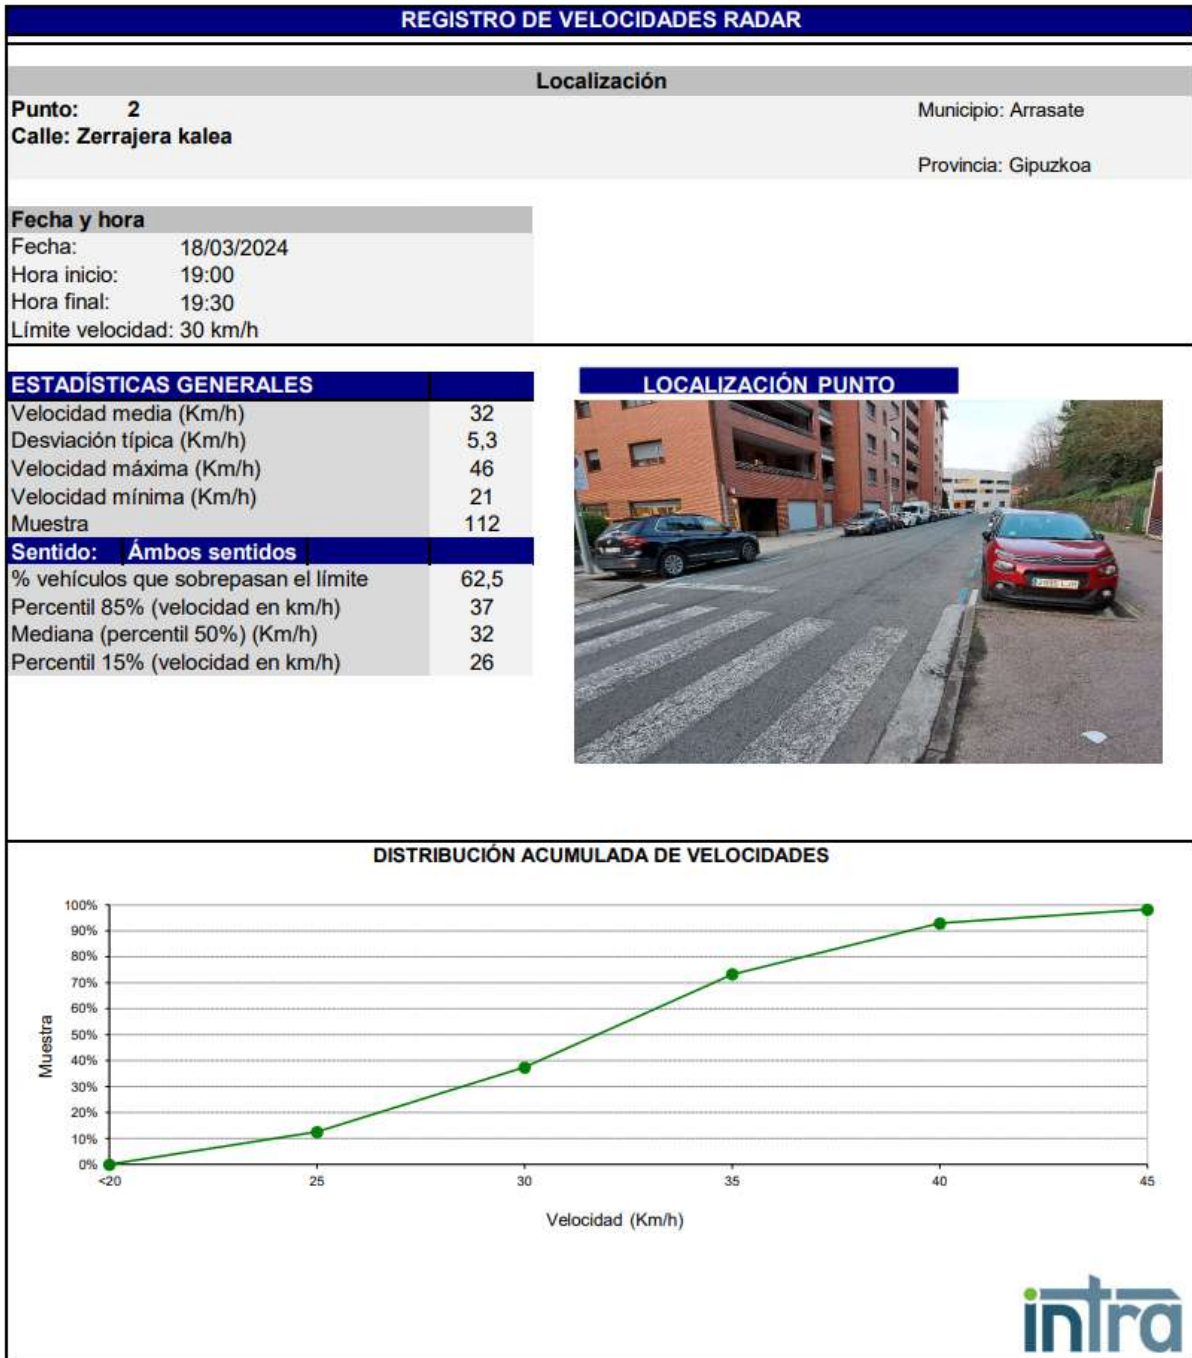 REGISTRO DE VELOCIDADES RADAR
Localización
Punto: 2 Municipio: Arrasate
Calle: Zerrajera kalea
Provincia: Gipuzkoa
Fecha y hora
Fecha: 18/03/2024
Hora inicio: 19:00
Hora final: 19:30
Límite velocidad: 30 km/h
ESTADÍSTICAS GENERALES
Velocidad media (Km/h) 32
Desviación típica (Km/h) 5,3
Velocidad máxima (Km/h) 46
Velocidad mínima (Km/h) 21
Muestra 112
Sentido: Ámbos sentidos
% vehículos que sobrepasan el límite 62,5
Percentil 85% (velocidad en km/h) 37
Mediana (percentil 50%) (Km/h) 32
Percentil 15% (velocidad en km/h) 26
LOCALIZACIÓN PUNTO
DISTRIBUCIÓN ACUMULADA DE VELOCIDADES
100%
90%
80%
70%
60%
50%
40%
30%
20%
10%
0%
Muestra
<20 25 30 35 40 45
Velocidad (Km/h)
intra